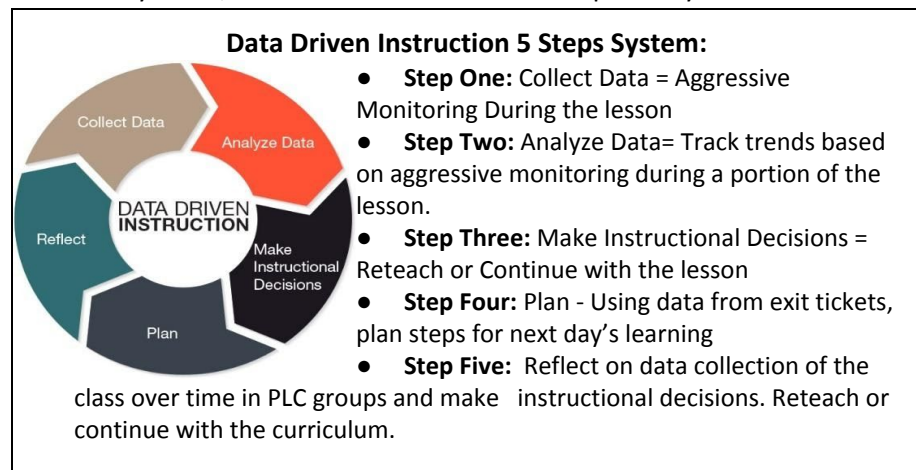 Data Driven Instruction 5 Steps System:
● Step One: Collect Data = Aggressive
Monitoring During the lesson
● Step Two: Analyze Data= Track trends based
on aggressive monitoring during a portion of the
lesson.
● Step Three: Make Instructional Decisions =
Reteach or Continue with the lesson
● Step Four: Plan - Using data from exit tickets,
plan steps for next day's learning
● Step Five: Reflect on data collection of the
class over time in PLC groups and make instructional decisions. Reteach or
continue with the curriculum.
Collect Data
Analyze Data
Make
Instructional
Decisions
Plan
Reflect
DATA DRIVEN
INSTRUCTION